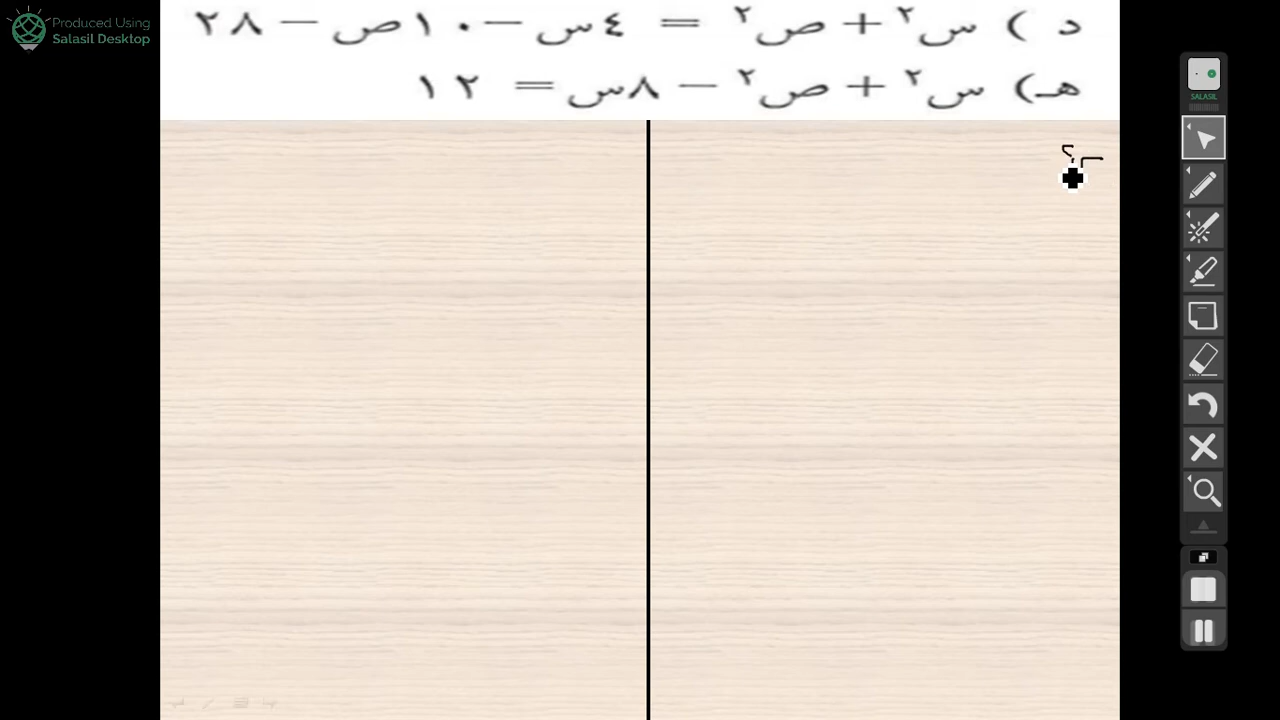 Produced Using
Salasil Desktop
د ) س٢ + ص٢ = ٤س − ١٠ص − ٢٨
هـ) س٢ + ص٢ − ٨س = ١٢
SALASIL